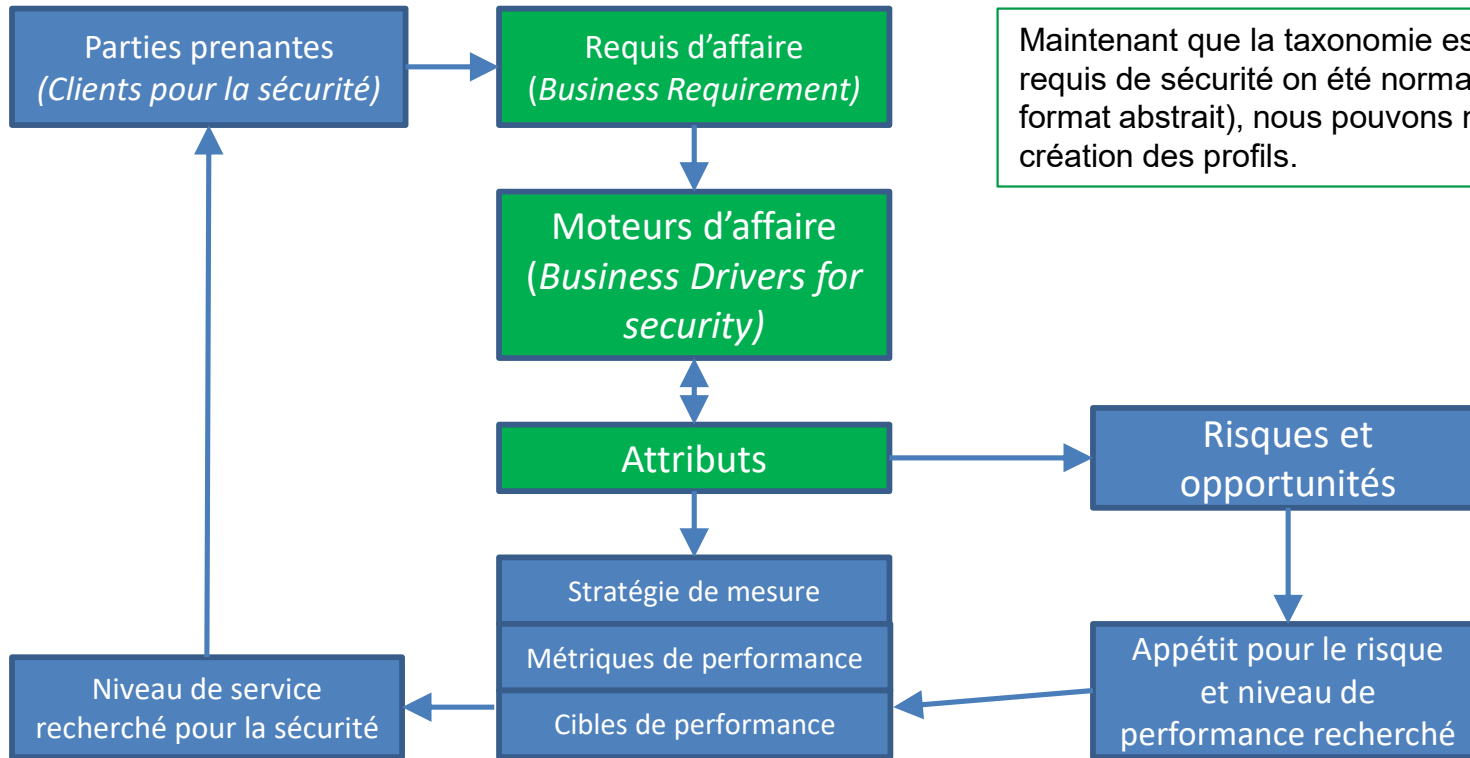 Parties prenantes
(Clients pour la sécurité)
Requis d'affaire
(Business Requirement)
Maintenant que la taxonomie es
requis de sécurité on été norma
format abstrait), nous pouvons
création des profils.
Moteurs d'affaire
(Business Drivers for
security)
Attributs
Risques et
opportunités
Stratégie de mesure
Métriques de performance
Cibles de performance
Niveau de service
recherché pour la sécurité
Appétit pour le risque
et niveau de
performance recherché